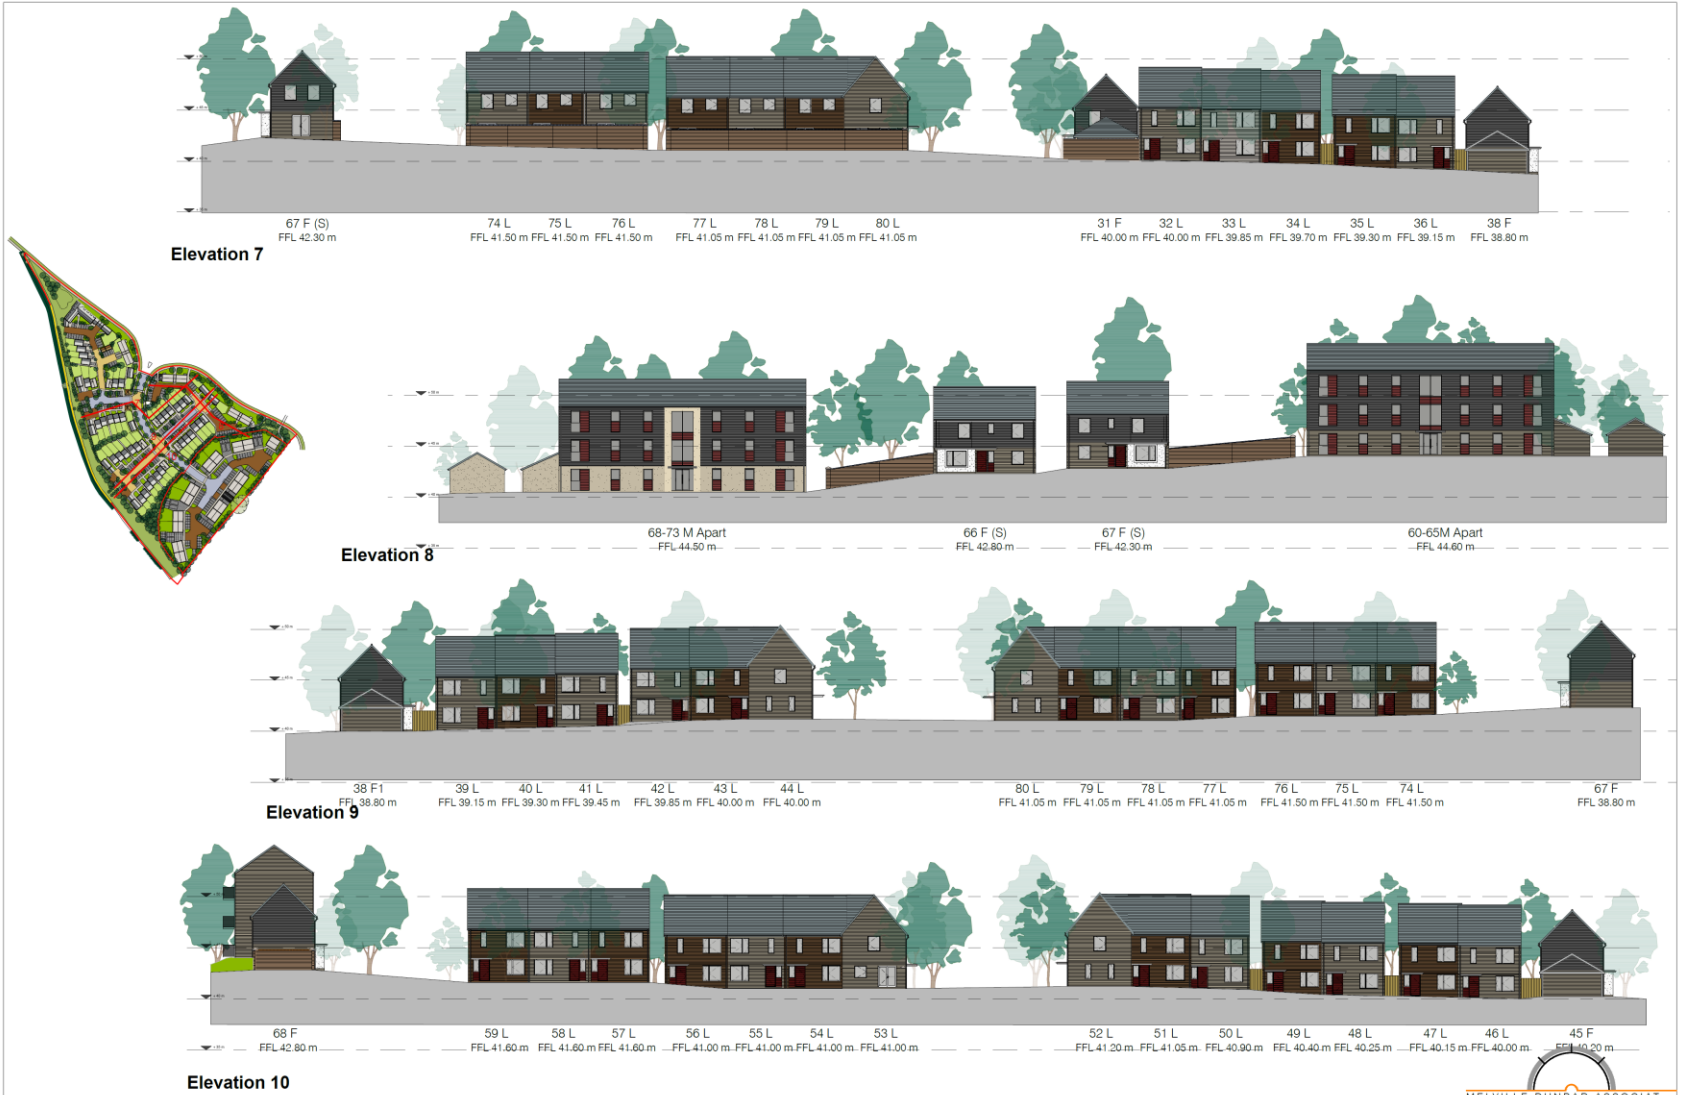 67 F (S) 74 L 75 L 76 L 77 L 78 L 79 L 80 L 31 F 32 L 33 L 34 L 35 L 36 L 38 F
FFL 42.30 m FFL 41.50 m FFL 41.50 m FFL 41.50 m FFL 41.05 m FFL 41.05 m FFL 41.05 m FFL 41.05 m FFL 40.00 m FFL 40.00 m FFL 39.85 m FFL 39.70 m FFL 39.30 m FFL 39.15 m FFL 38.80 m
Elevation 7
68-73 M Apart 66 F (S) 67 F (S) 60-65M Apart
FFL 44.50 m FFL 42.80 m FFL 42.30 m FFL 44.60 m
Elevation 8
38 F1 39 L 40 L 41 L 42 L 43 L 44 L 80 L 79 L 78 L 77 L 76 L 75 L 74 L 67 F
FFL 38.80 m FFL 39.15 m FFL 39.30 m FFL 39.45 m FFL 39.85 m FFL 40.00 m FFL 40.00 m FFL 41.05 m FFL 41.05 m FFL 41.05 m FFL 41.05 m FFL 41.50 m FFL 41.50 m FFL 41.50 m FFL 38.80 m
Elevation 9
68 F 59 L 58 L 57 L 56 L 55 L 54 L 53 L 52 L 51 L 50 L 49 L 48 L 47 L 46 L 45 F
FFL 42.80 m FFL 41.60 m FFL 41.60 m FFL 41.60 m FFL 41.00 m FFL 41.00 m FFL 41.00 m FFL 41.00 m FFL 41.20 m FFL 41.05 m FFL 40.90 m FFL 40.40 m FFL 40.25 m FFL 40.15 m FFL 40.00 m FFL 40.20 m
Elevation 10
MELVILLE DUNBAR ASSOCIAT